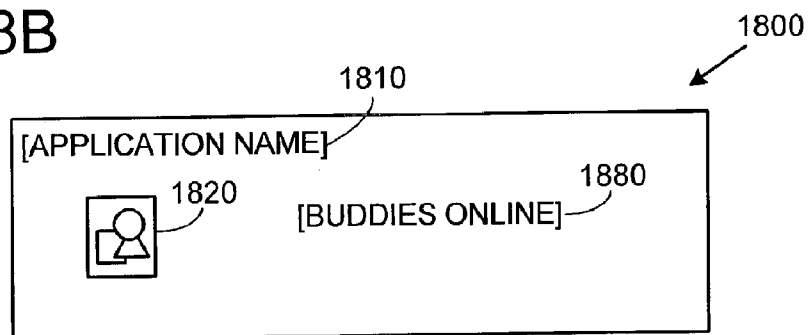 3B
1800
1810
[APPLICATION NAME]
1820
1880
[BUDDIES ONLINE]